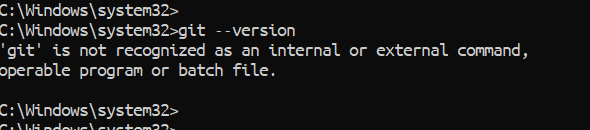 C:\Windows\system32>
C:\Windows\system32>git --version
'git' is not recognized as an internal or external command,
operable program or batch file.
C:\Windows\system32>
C:\Windows\system32>